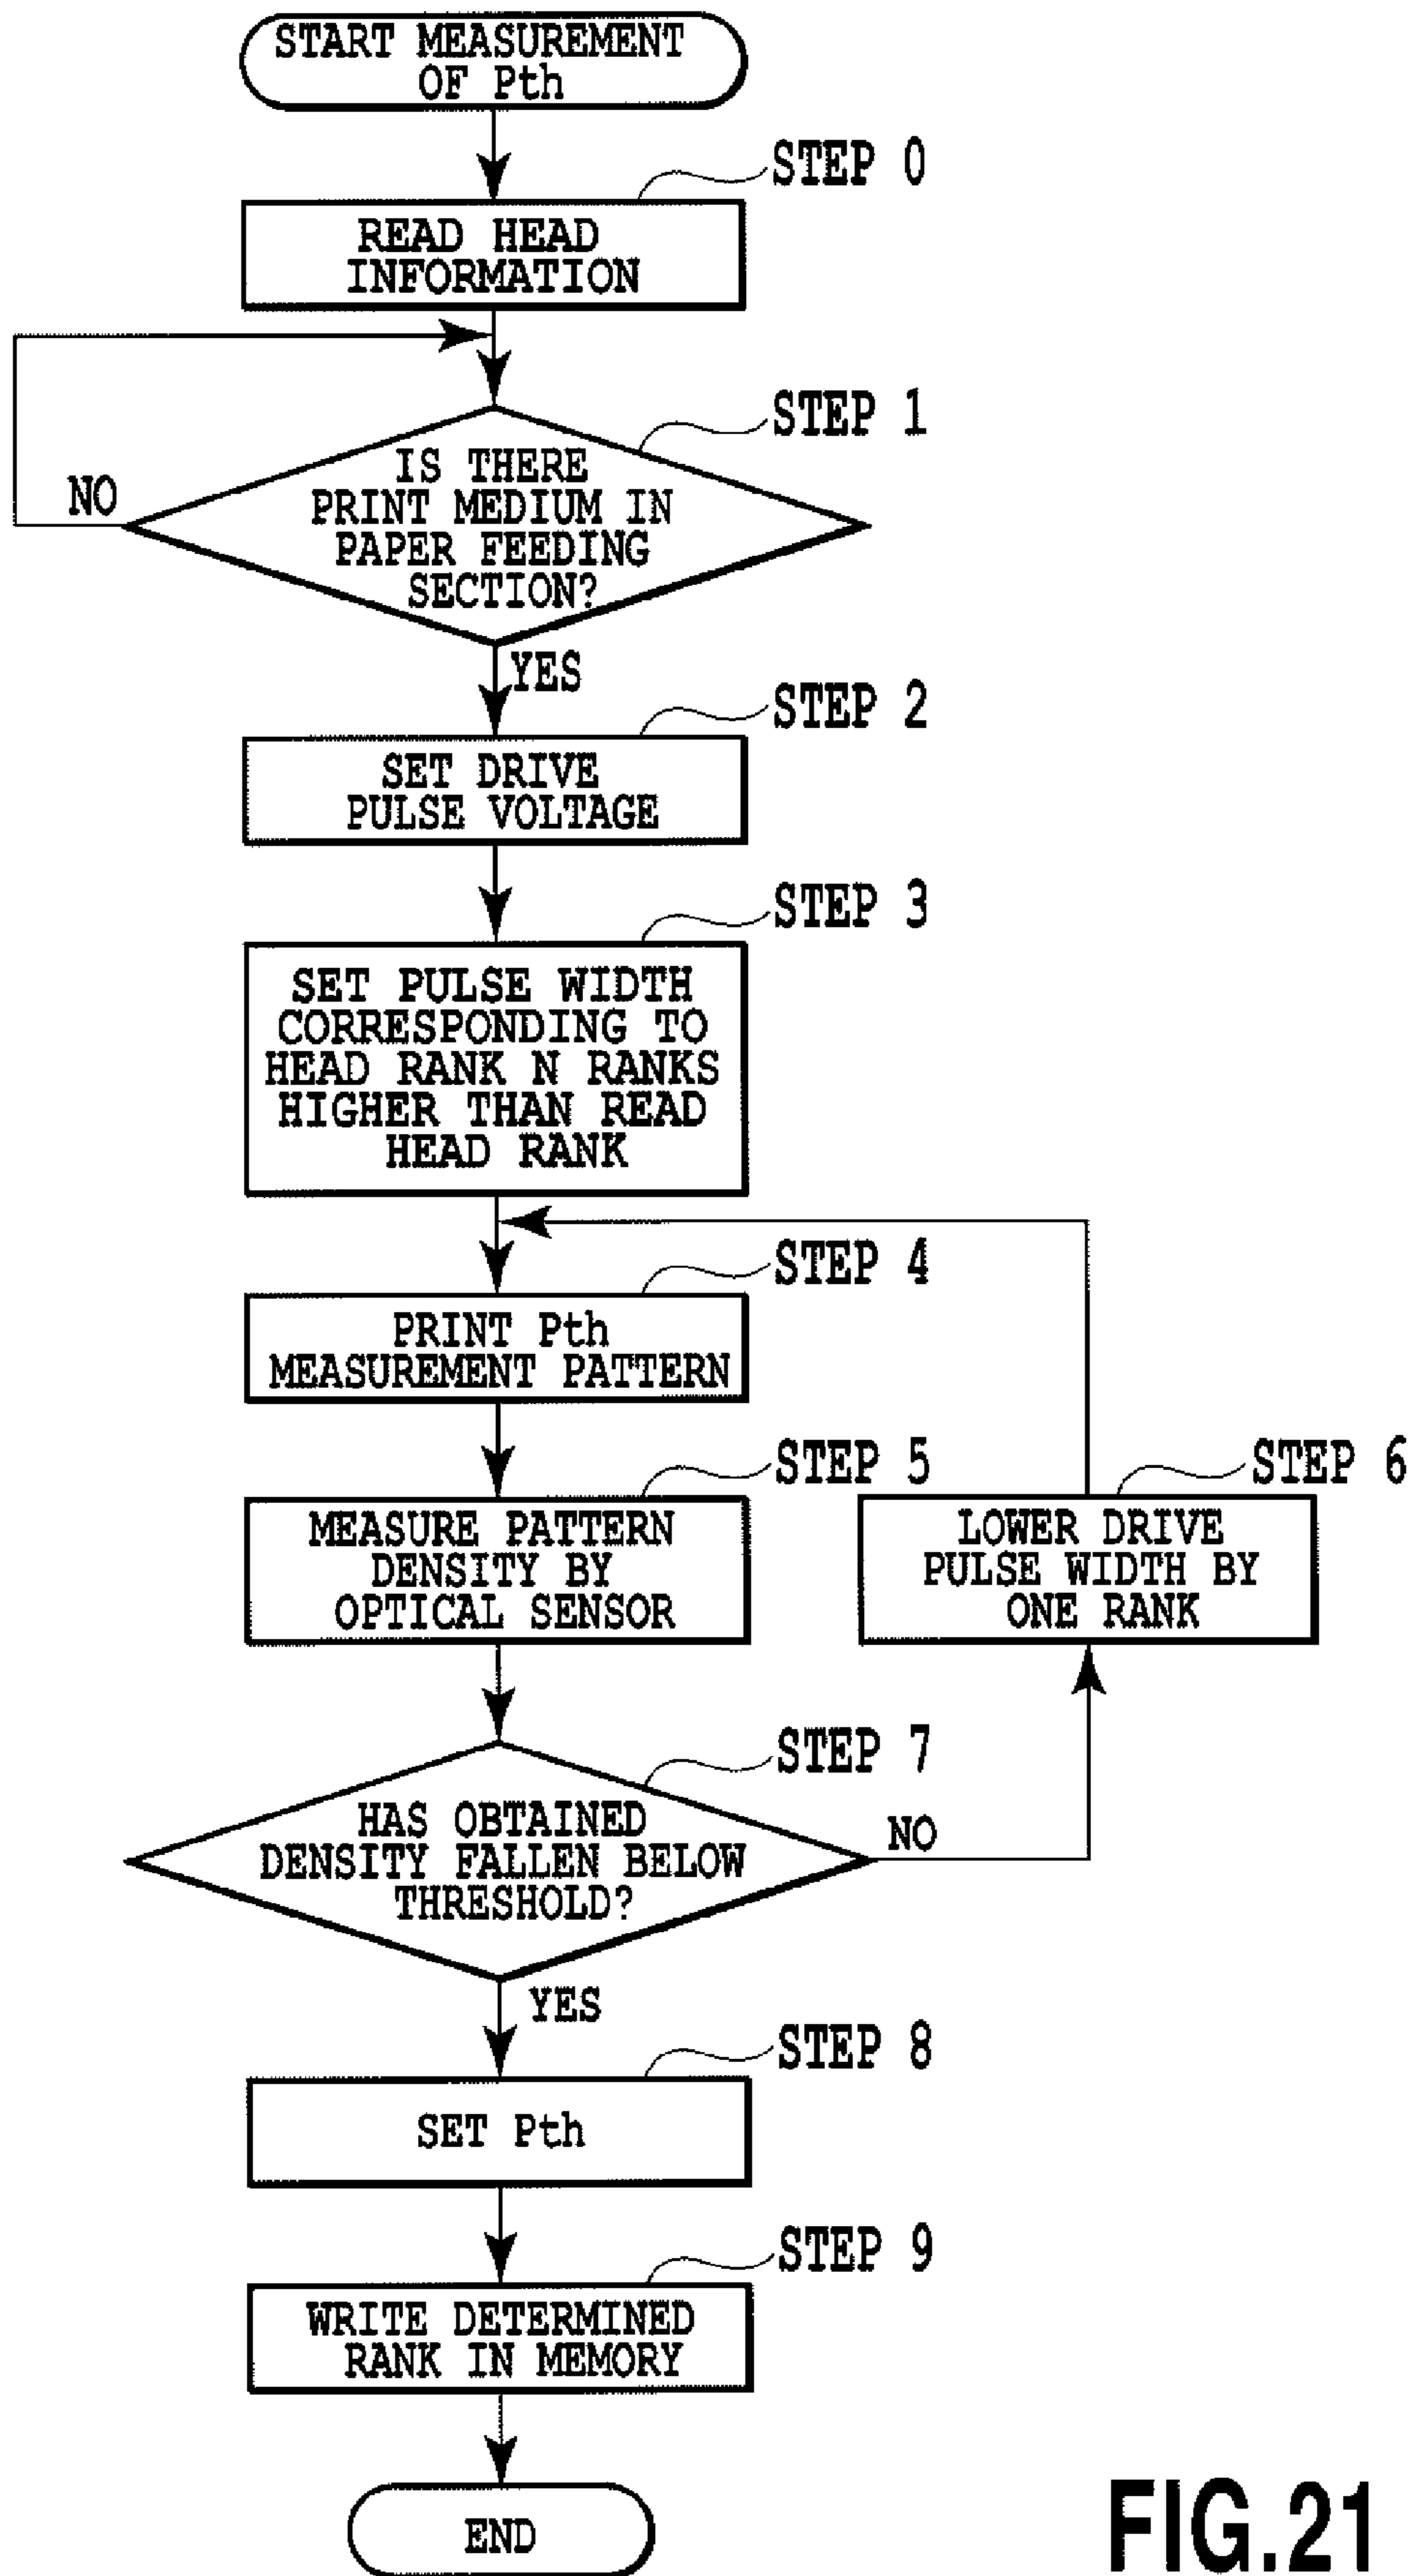 START MEASUREMENT
OF Pth
STEP 0
READ HEAD
INFORMATION
STEP 1
IS THERE
PRINT MEDIUM IN
PAPER FEEDING
SECTION?
NO
YES
STEP 2
SET DRIVE
PULSE VOLTAGE
STEP 3
SET PULSE WIDTH
CORRESPONDING TO
HEAD RANK N RANKS
HIGHER THAN READ
HEAD RANK
STEP 4
PRINT Pth
MEASUREMENT PATTERN
STEP 5
MEASURE PATTERN
DENSITY BY
OPTICAL SENSOR
STEP 6
LOWER DRIVE
PULSE WIDTH BY
ONE RANK
STEP 7
HAS OBTAINED
DENSITY FALLEN BELOW
THRESHOLD?
NO
YES
STEP 8
SET Pth
STEP 9
WRITE DETERMINED
RANK IN MEMORY
END
FIG.21